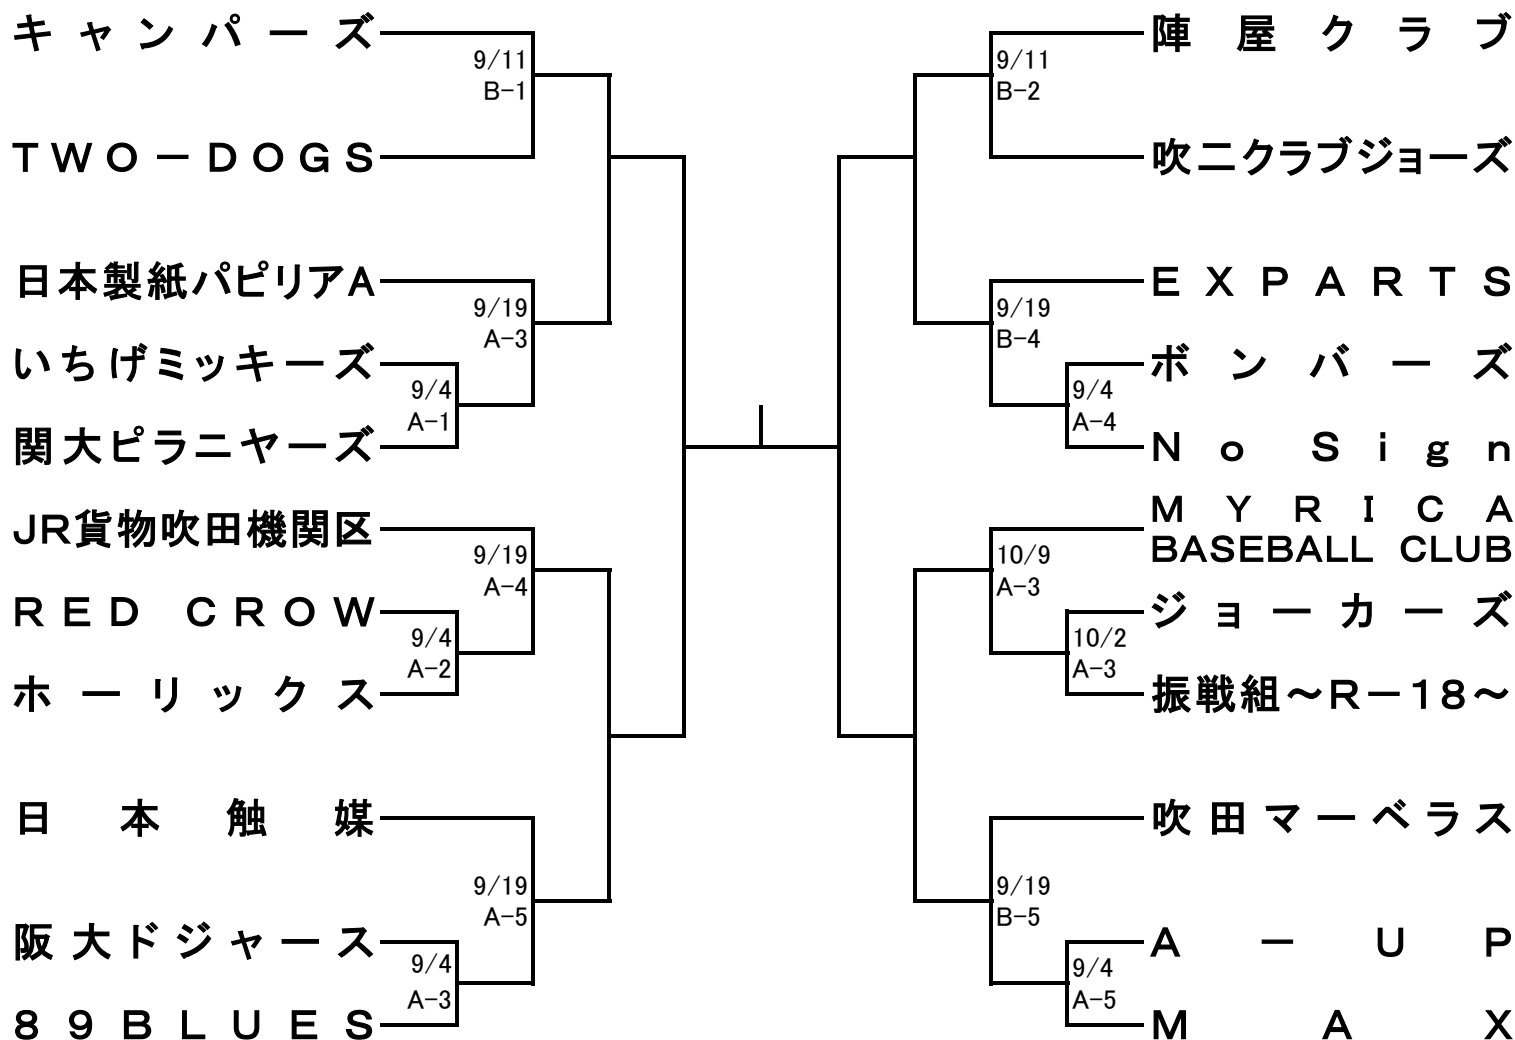 キャンパーズ
9/11
B-1
TWO-DOGS
日本製紙パピリアA
9/19
A-3
いちげミッキーズ
9/4
A-1
関大ピラニヤーズ
JR貨物吹田機関区
9/19
A-4
RED CROW
9/4
A-2
ホーリックス
日本触媒
9/19
A-5
阪大ドジャース
9/4
A-3
89BLUES
陣屋クラブ
9/11
B-2
吹二クラブジョーズ
EXPARTS
9/19
B-4
ボンバーズ
9/4
A-4
No Sign
MYRICA
BASEBALL CLUB
10/9
A-3
ジョーカーズ
10/2
A-3
振戦組～R-18～
吹田マーベラス
9/19
B-5
A-UP
9/4
A-5
MAX